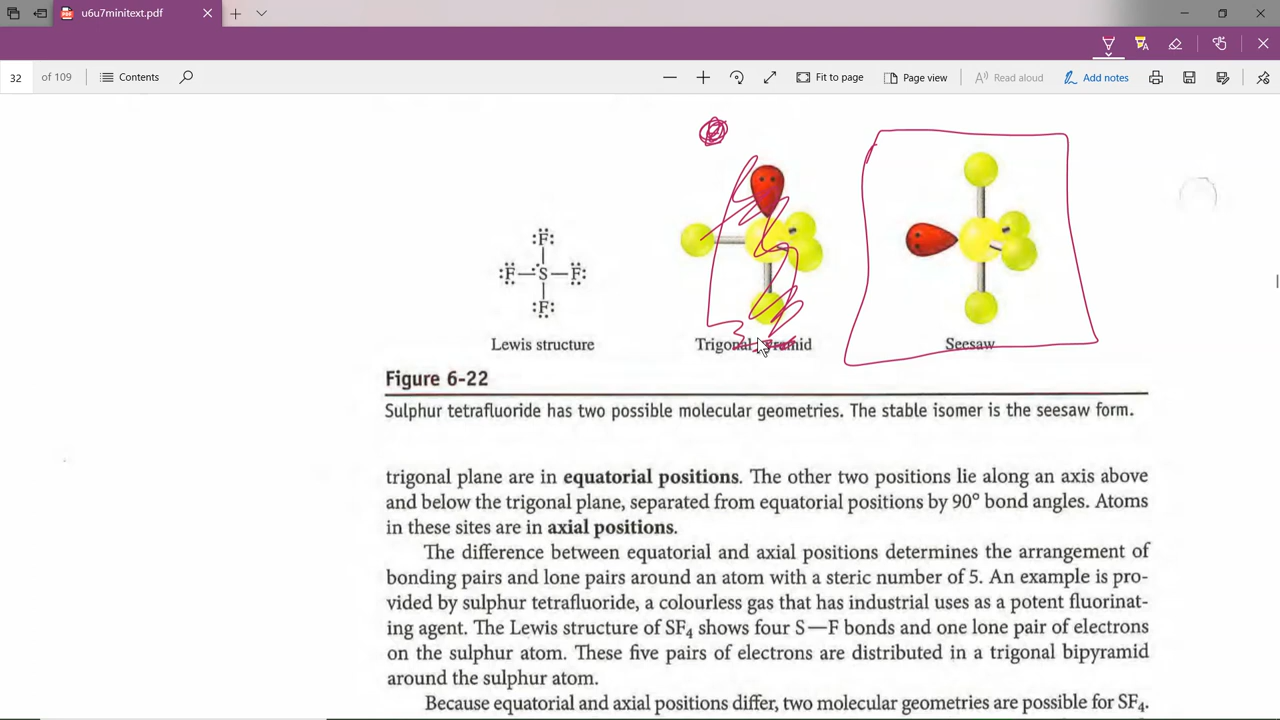 u6u7minitext.pdf
32 of 109 Contents Fit to page Page view Read aloud Add notes
:F:
:F—S—F:
:F:
Lewis structure
Trigonal pyramid
Seesaw
Figure 6-22
Sulphur tetrafluoride has two possible molecular geometries. The stable isomer is the seesaw form.
trigonal plane are in equatorial positions. The other two positions lie along an axis above
and below the trigonal plane, separated from equatorial positions by 90° bond angles. Atoms
in these sites are in axial positions.
The difference between equatorial and axial positions determines the arrangement of
bonding pairs and lone pairs around an atom with a steric number of 5. An example is pro-
vided by sulphur tetrafluoride, a colourless gas that has industrial uses as a potent fluorinat-
ing agent. The Lewis structure of SF₄ shows four S—F bonds and one lone pair of electrons
on the sulphur atom. These five pairs of electrons are distributed in a trigonal bipyramid
around the sulphur atom.
Because equatorial and axial positions differ, two molecular geometries are possible for SF₄.